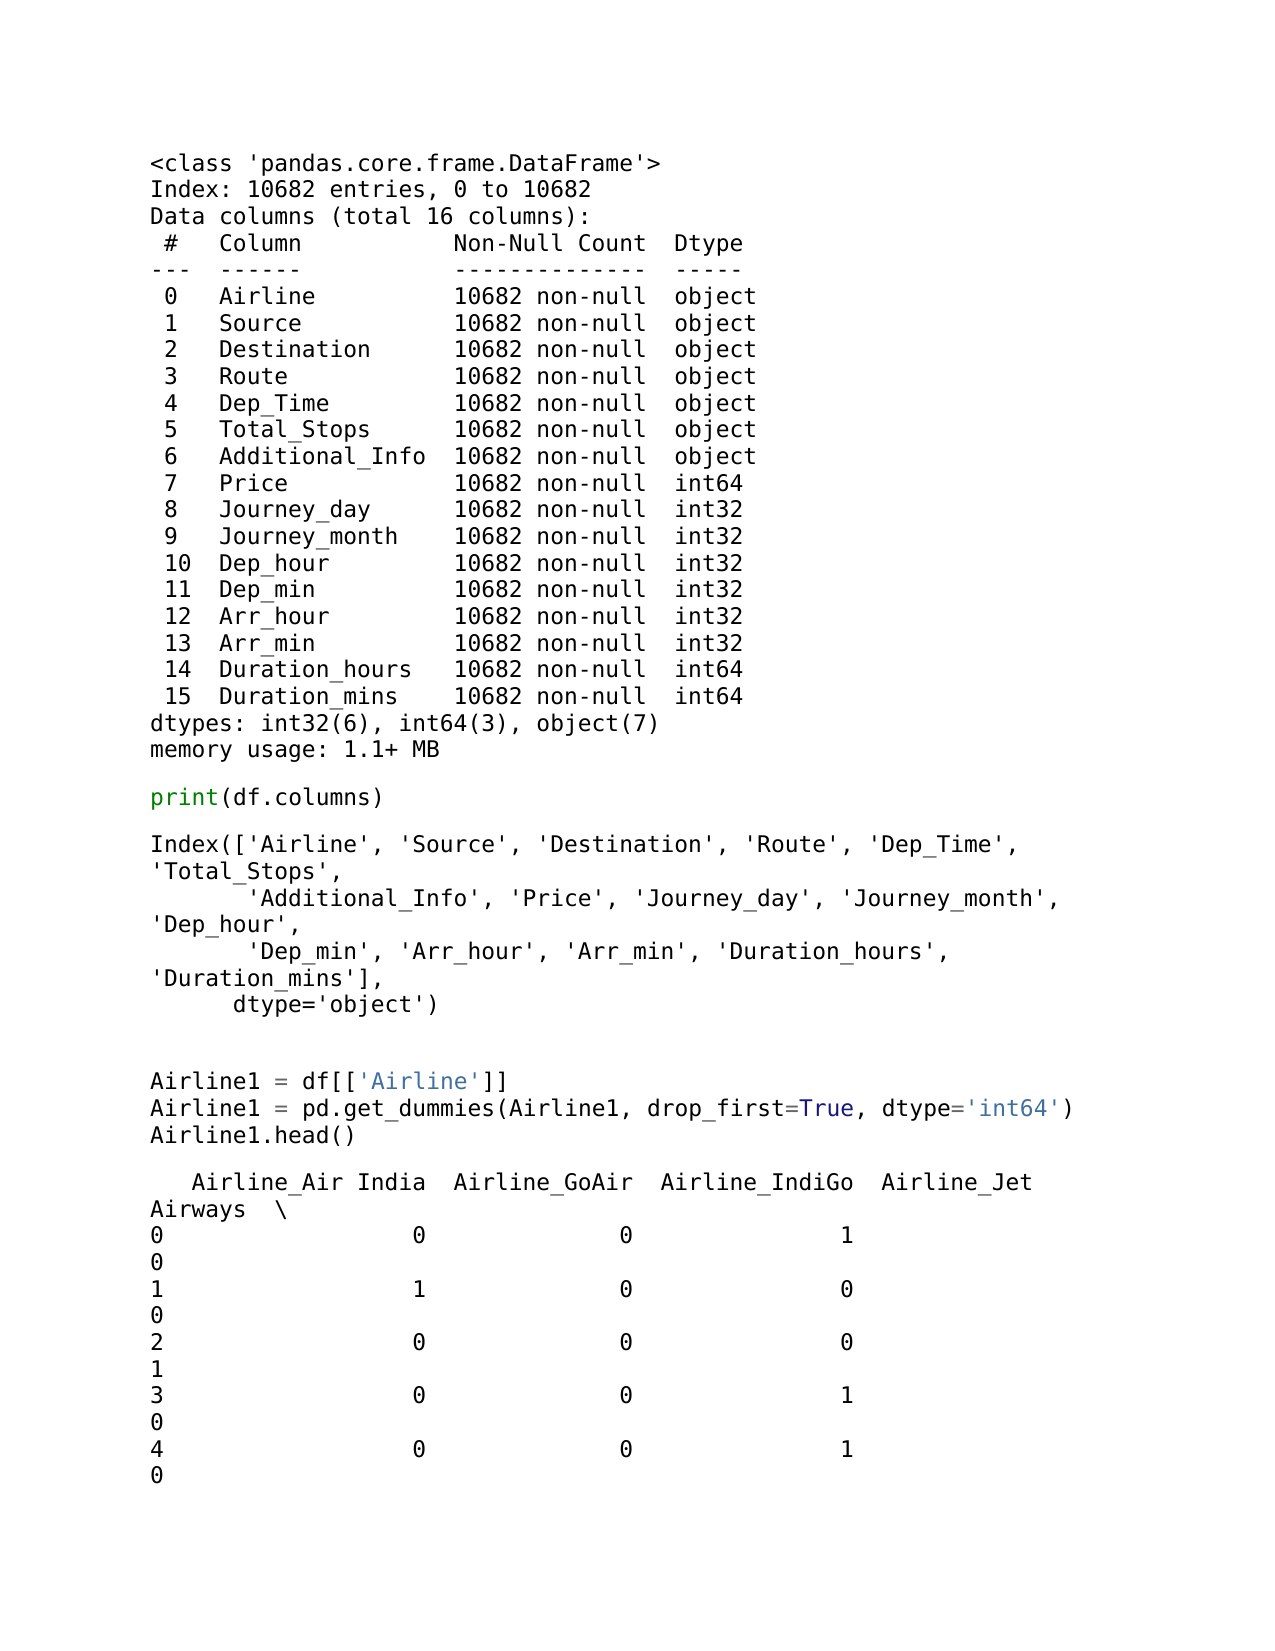 <class 'pandas.core.frame.DataFrame'>
Index: 10682 entries, 0 to 10682
Data columns (total 16 columns):
 #   Column           Non-Null Count  Dtype
---  ------           --------------  -----
 0   Airline          10682 non-null  object
 1   Source           10682 non-null  object
 2   Destination      10682 non-null  object
 3   Route            10682 non-null  object
 4   Dep_Time         10682 non-null  object
 5   Total_Stops      10682 non-null  object
 6   Additional_Info  10682 non-null  object
 7   Price            10682 non-null  int64
 8   Journey_day      10682 non-null  int32
 9   Journey_month    10682 non-null  int32
 10  Dep_hour         10682 non-null  int32
 11  Dep_min          10682 non-null  int32
 12  Arr_hour         10682 non-null  int32
 13  Arr_min          10682 non-null  int32
 14  Duration_hours   10682 non-null  int64
 15  Duration_mins    10682 non-null  int64
dtypes: int32(6), int64(3), object(7)
memory usage: 1.1+ MB
print(df.columns)
Index(['Airline', 'Source', 'Destination', 'Route', 'Dep_Time',
'Total_Stops',
       'Additional_Info', 'Price', 'Journey_day', 'Journey_month',
'Dep_hour',
       'Dep_min', 'Arr_hour', 'Arr_min', 'Duration_hours',
'Duration_mins'],
      dtype='object')
Airline1 = df[['Airline']]
Airline1 = pd.get_dummies(Airline1, drop_first=True, dtype='int64')
Airline1.head()
   Airline_Air India  Airline_GoAir  Airline_IndiGo  Airline_Jet
Airways  \
0                  0              0               1
0
1                  1              0               0
0
2                  0              0               0
1
3                  0              0               1
0
4                  0              0               1
0